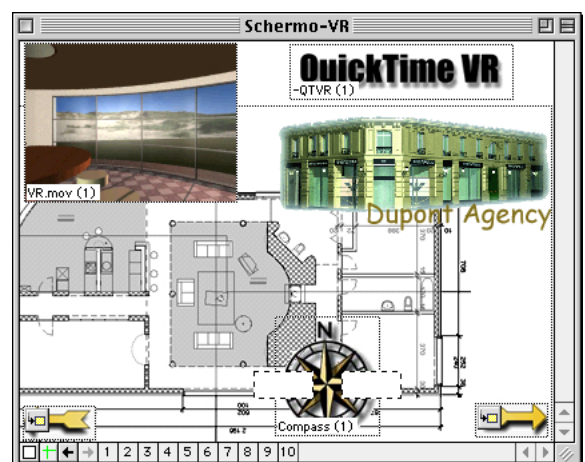 Schermo-VR
QuickTime VR
-QTVR (1)
VR.mov (1)
Dupont Agency
N
Compass (1)
1 2 3 4 5 6 7 8 9 10